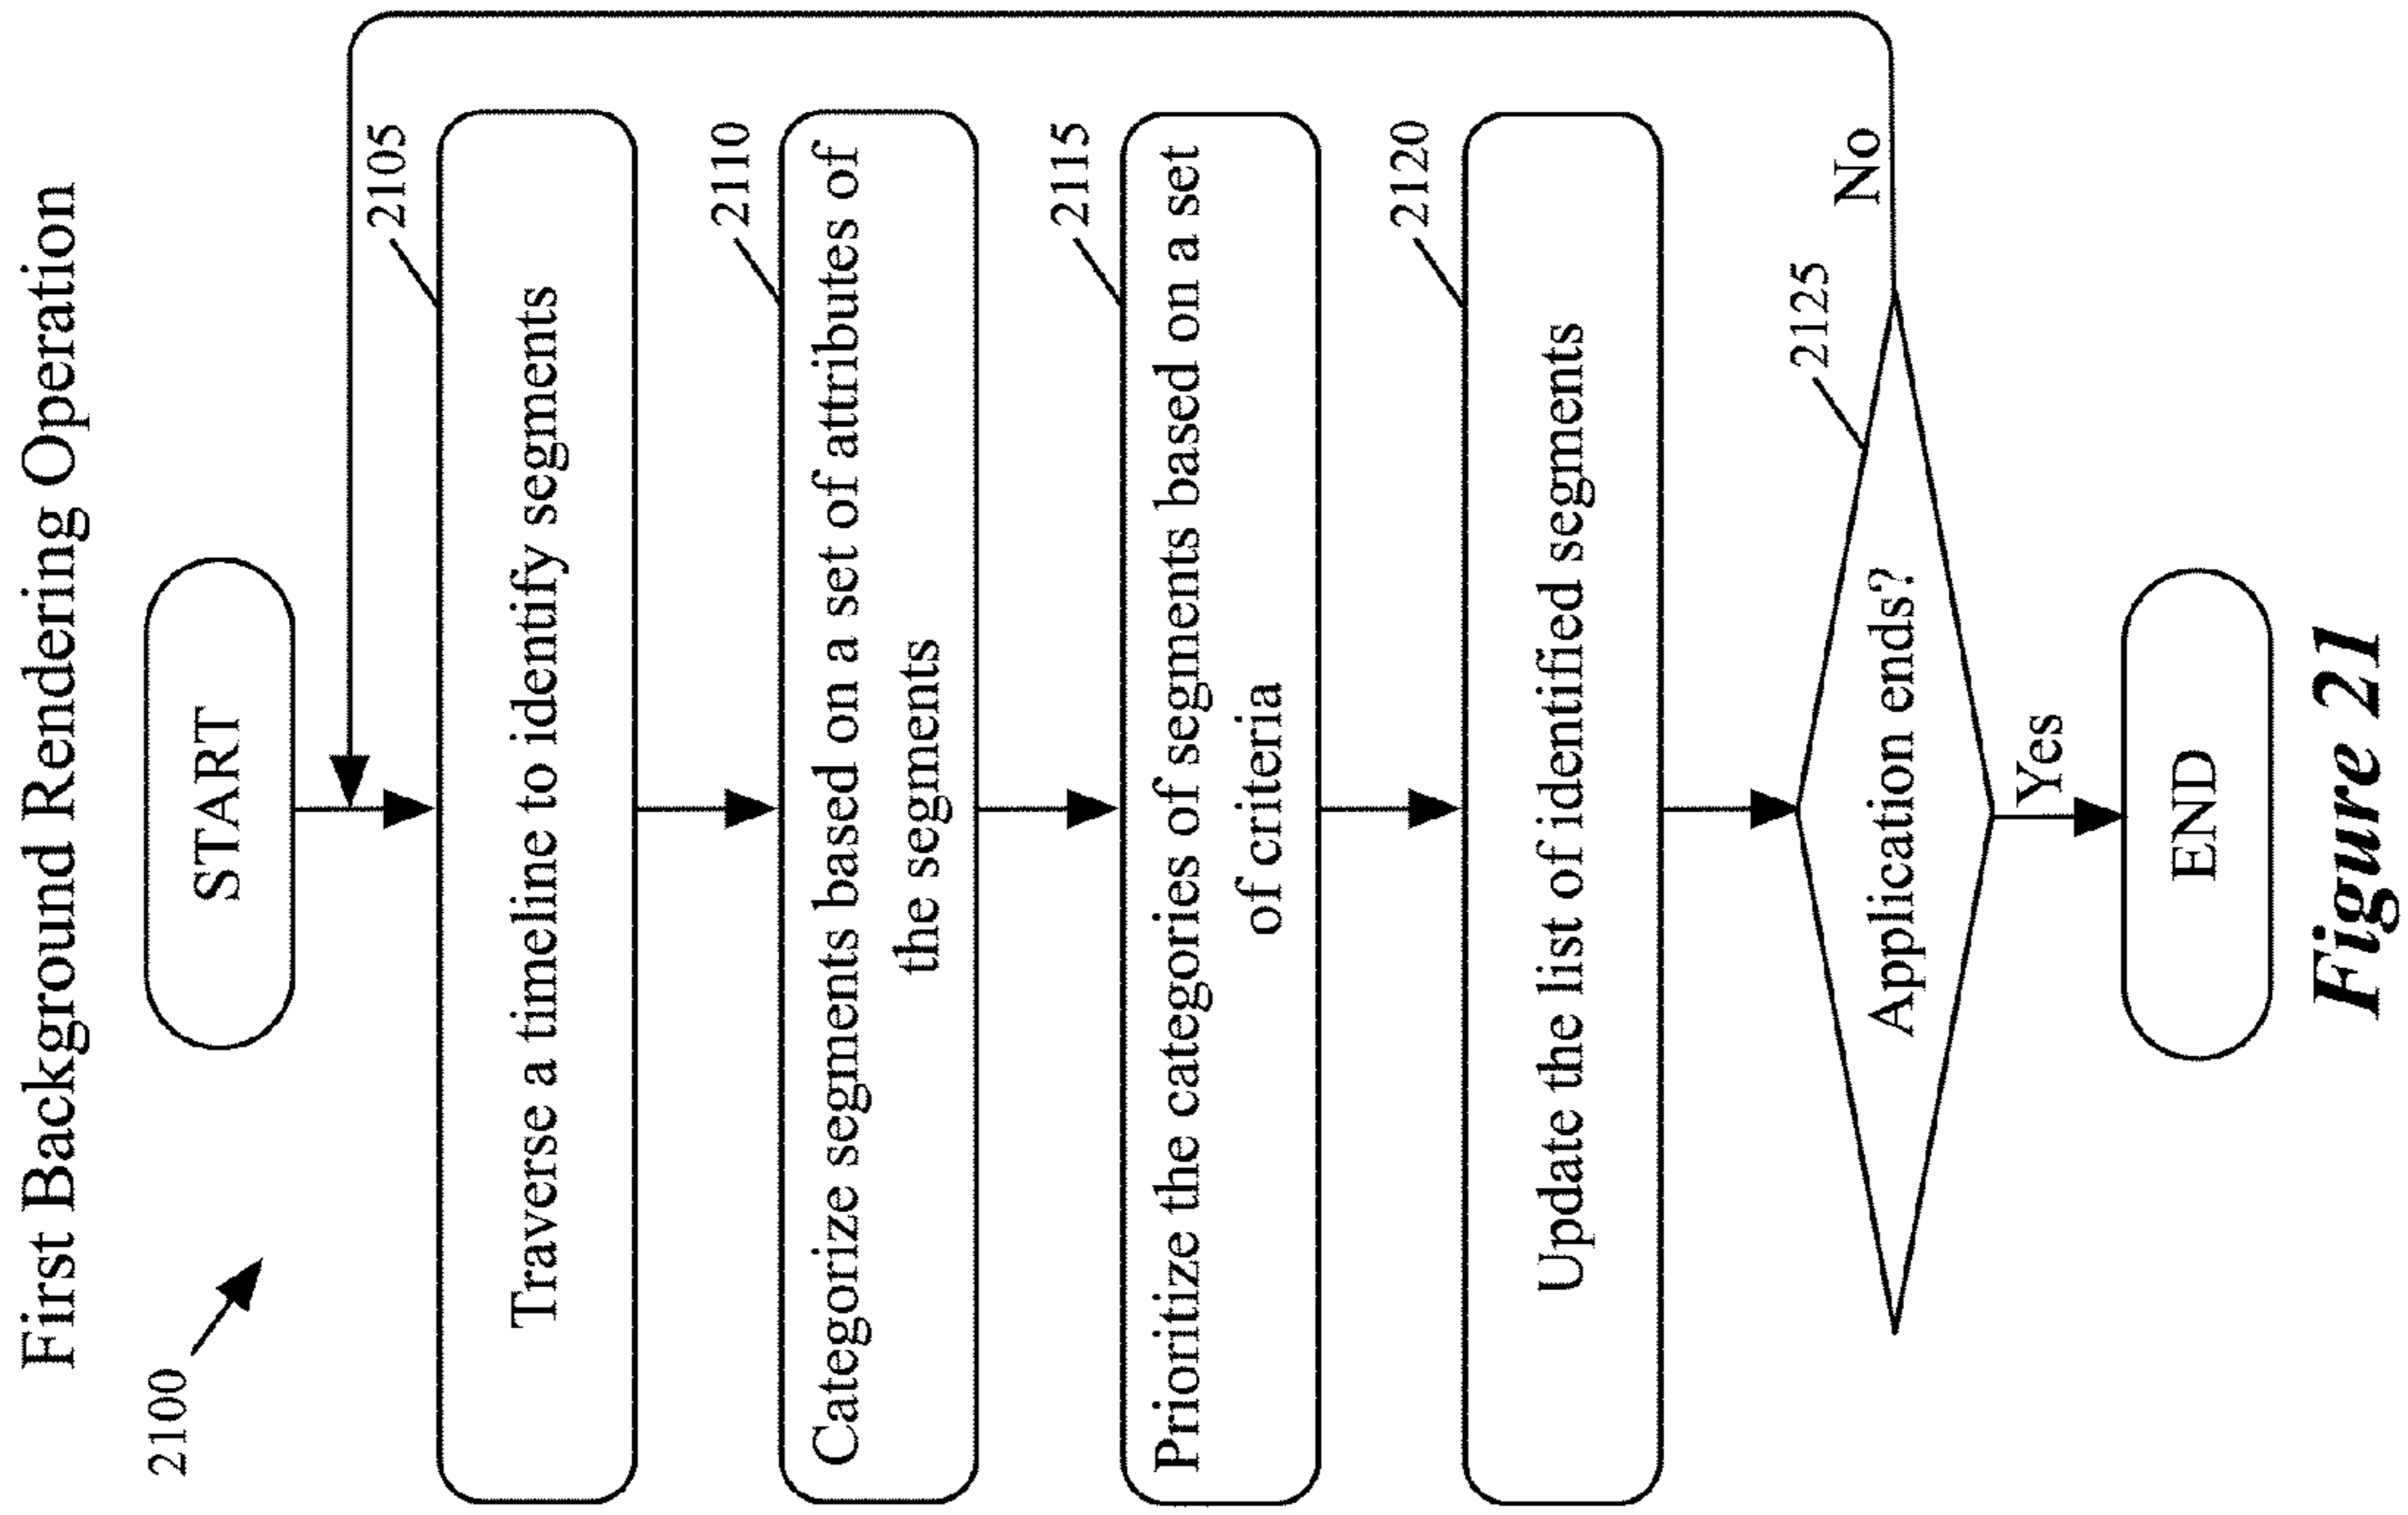 First Background Rendering Operation
2100
START
2105
Traverse a timeline to identify segments
2110
Categorize segments based on a set of attributes of
the segments
2115
Prioritize the categories of segments based on a set
of criteria
2120
Update the list of identified segments
2125
Application ends?
No
Yes
END
Figure 21